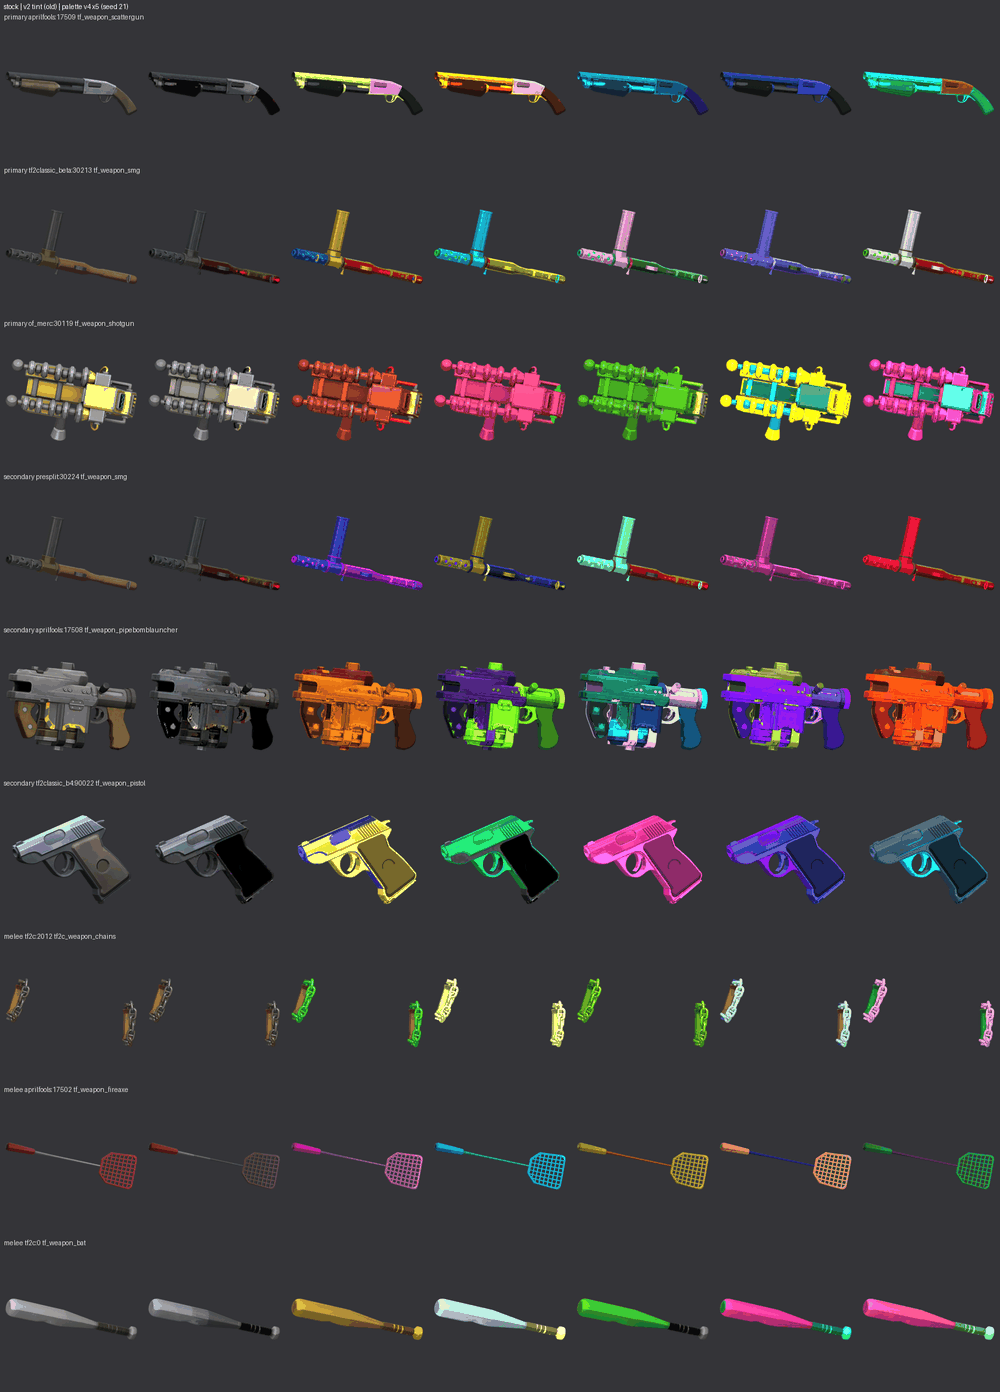 stock | v2 tint (old) | palette v4 x5 (seed 21)
primary aprilfools:17509 tf_weapon_scattergun
primary tf2classic_beta:30213 tf_weapon_smg
primary of_merc:30119 tf_weapon_shotgun
secondary presplit:30224 tf_weapon_smg
secondary aprilfools:17508 tf_weapon_pipebomblauncher
secondary tf2classic_b4:90022 tf_weapon_pistol
melee tf2c:2012 tf2c_weapon_chains
melee aprilfools:17502 tf_weapon_fireaxe
melee tf2c:0 tf_weapon_bat